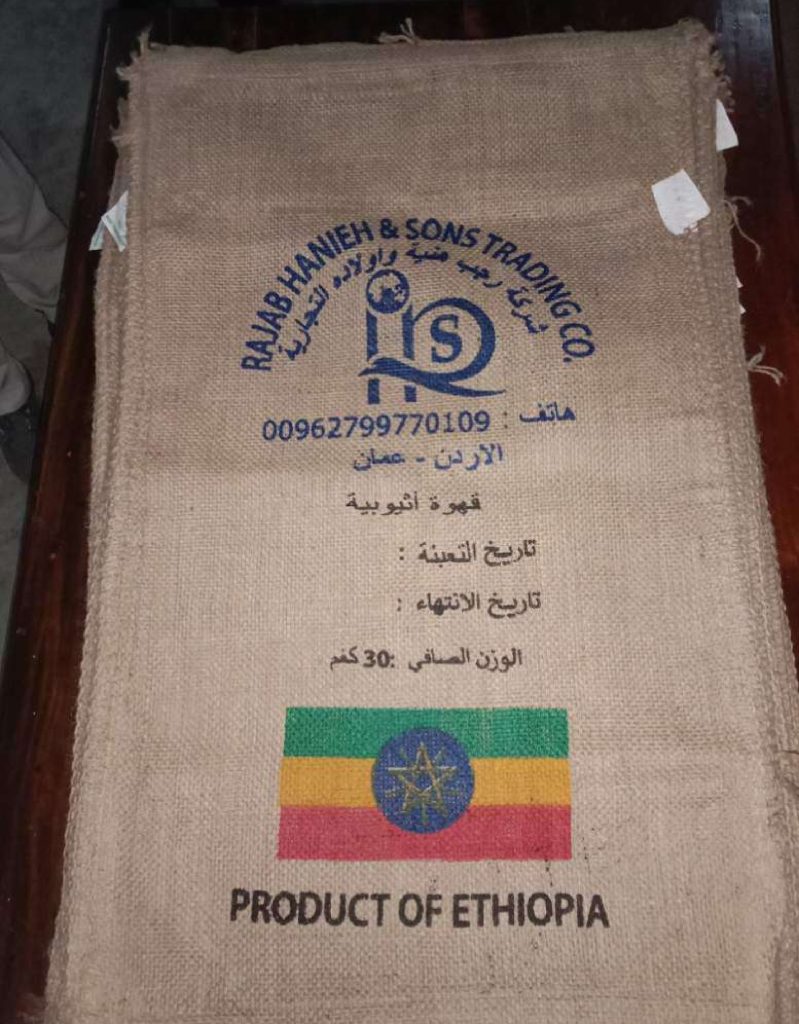 RAJAB HANIEH & SONS TRADING CO.
شركة رجب هنية واولاده التجارية
S
هاتف : 00962799770109
الاردن - عمان
قهوة أثيوبية
تاريخ التعبئة :
تاريخ الانتهاء :
الوزن الصافي :30 كغم
PRODUCT OF ETHIOPIA